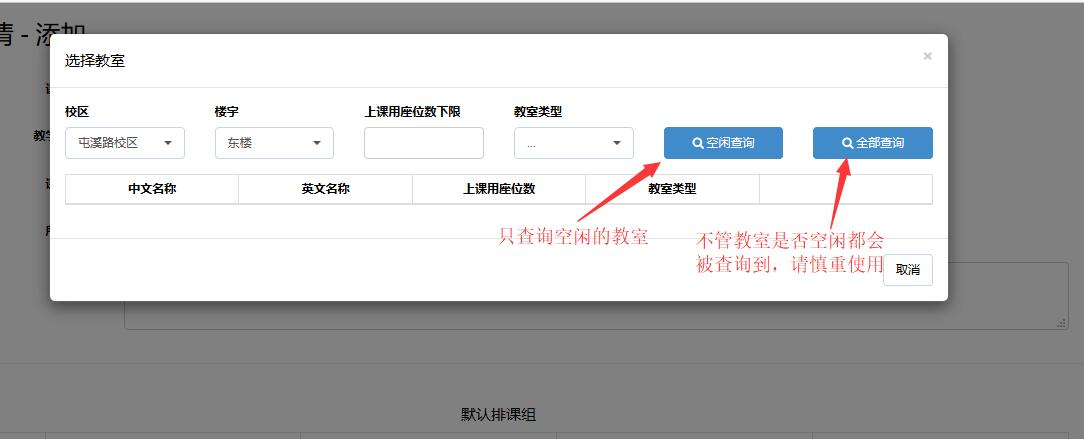 选择教室
×
校区 楼宇 上课用座位数下限 教室类型
屯溪路校区 东楼 ... 空闲查询 全部查询
中文名称 英文名称 上课用座位数 教室类型
只查询空闲的教室
不管教室是否空闲都会
被查询到，请慎重使用
取消
默认排课组